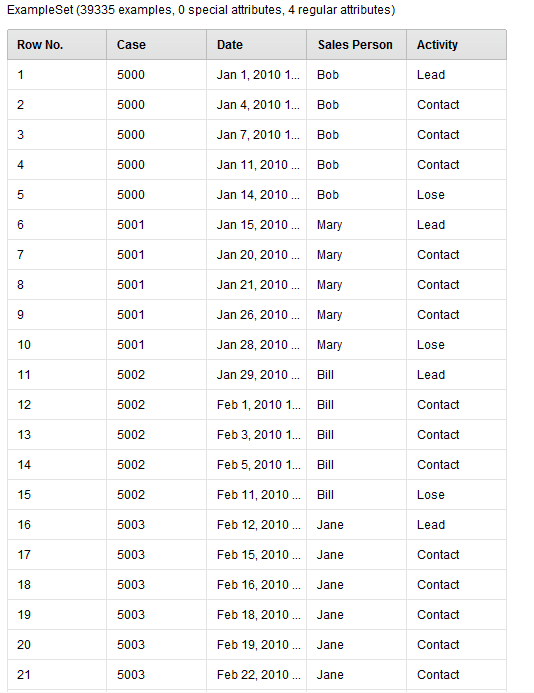 ExampleSet (39335 examples, 0 special attributes, 4 regular attributes)
Row No. Case Date Sales Person Activity
1 5000 Jan 1, 2010 1... Bob Lead
2 5000 Jan 4, 2010 1... Bob Contact
3 5000 Jan 7, 2010 1... Bob Contact
4 5000 Jan 11, 2010 ... Bob Contact
5 5000 Jan 14, 2010 ... Bob Lose
6 5001 Jan 15, 2010 ... Mary Lead
7 5001 Jan 20, 2010 ... Mary Contact
8 5001 Jan 21, 2010 ... Mary Contact
9 5001 Jan 26, 2010 ... Mary Contact
10 5001 Jan 28, 2010 ... Mary Lose
11 5002 Jan 29, 2010 ... Bill Lead
12 5002 Feb 1, 2010 1... Bill Contact
13 5002 Feb 3, 2010 1... Bill Contact
14 5002 Feb 5, 2010 1... Bill Contact
15 5002 Feb 11, 2010 ... Bill Lose
16 5003 Feb 12, 2010 ... Jane Lead
17 5003 Feb 15, 2010 ... Jane Contact
18 5003 Feb 16, 2010 ... Jane Contact
19 5003 Feb 18, 2010 ... Jane Contact
20 5003 Feb 19, 2010 ... Jane Contact
21 5003 Feb 22, 2010 ... Jane Contact